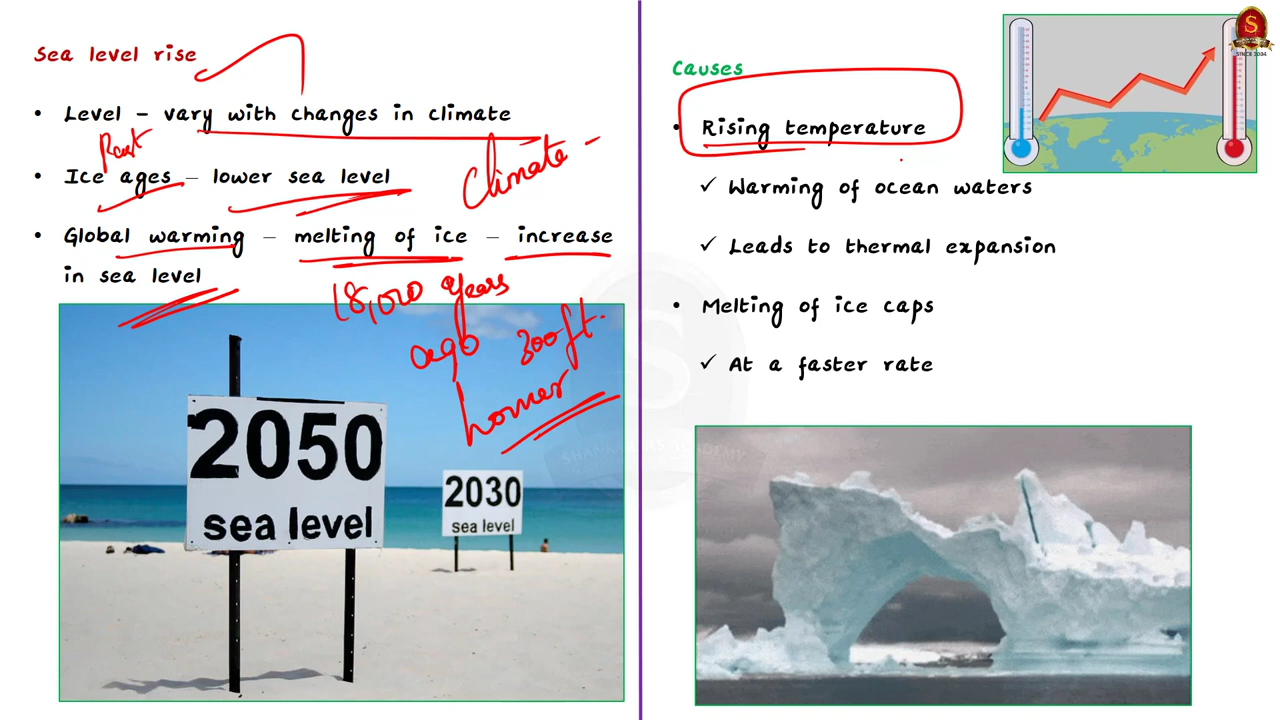 Sea level rise
• Level – vary with changes in climate
Past
• Ice ages – lower sea level
Climate –
• Global warming – melting of ice – increase
in sea level
18,000 years
ago 300ft.
lower
2050
sea level
2030
sea level
Causes
• Rising temperature
✓ Warming of ocean waters
✓ Leads to thermal expansion
• Melting of ice caps
✓ At a faster rate
S
SINCE 2004